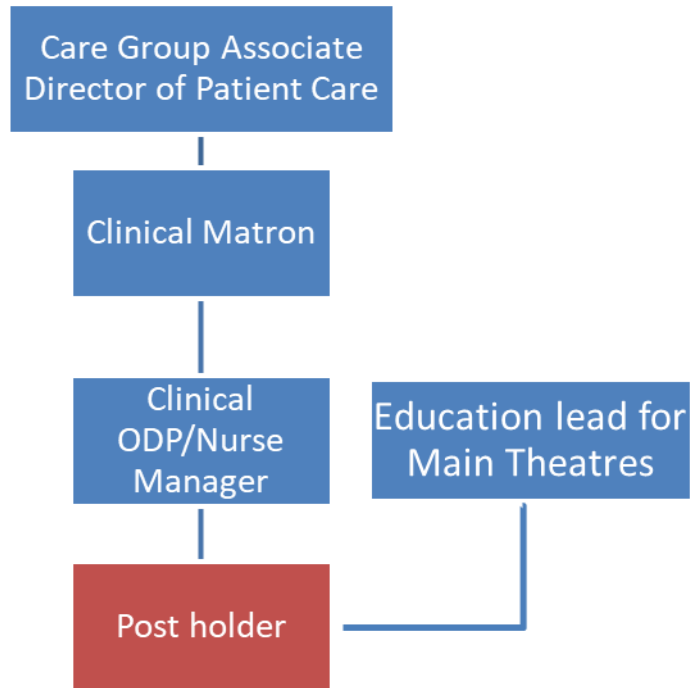 Care Group Associate
Director of Patient Care
Clinical Matron
Clinical
ODP/Nurse
Manager
Education lead for
Main Theatres
Post holder